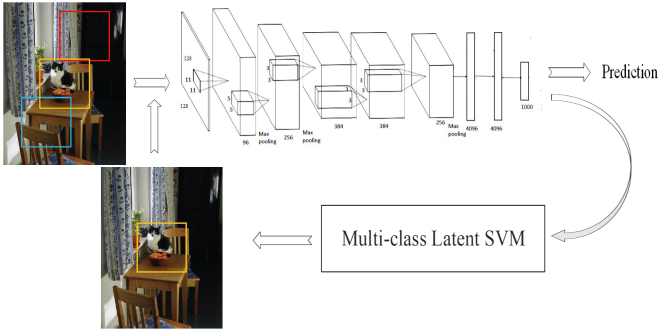 128
128
11
11
5
5
3
3
3
3
3
3
96
Max
pooling
256
Max
pooling
384
384
256
Max
pooling
4096
4096
1000
Prediction
Multi-class Latent SVM